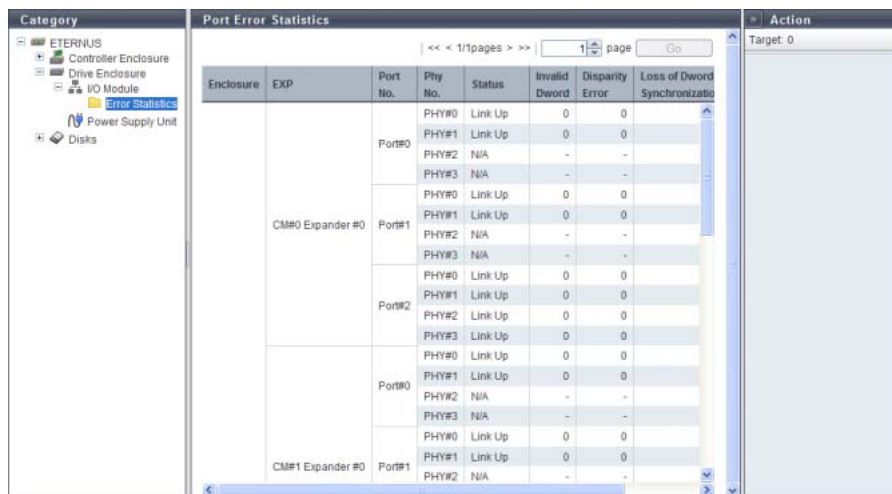 Category
ETERNUS
Controller Enclosure
Drive Enclosure
I/O Module
Error Statistics
Power Supply Unit
Disks
Port Error Statistics
| << < 1/1pages > >> | 1 page Go
Enclosure EXP Port No. Phy No. Status Invalid Dword Disparity Error Loss of Dword Synchronizatio
CM#0 Expander #0
Port#0
PHY#0 Link Up 0 0
PHY#1 Link Up 0 0
PHY#2 N/A - -
PHY#3 N/A - -
Port#1
PHY#0 Link Up 0 0
PHY#1 Link Up 0 0
PHY#2 N/A - -
PHY#3 N/A - -
Port#2
PHY#0 Link Up 0 0
PHY#1 Link Up 0 0
PHY#2 Link Up 0 0
PHY#3 Link Up 0 0
CM#1 Expander #0
Port#0
PHY#0 Link Up 0 0
PHY#1 Link Up 0 0
PHY#2 N/A - -
PHY#3 N/A - -
Port#1
PHY#0 Link Up 0 0
PHY#1 Link Up 0 0
PHY#2 N/A - -
» Action
Target: 0